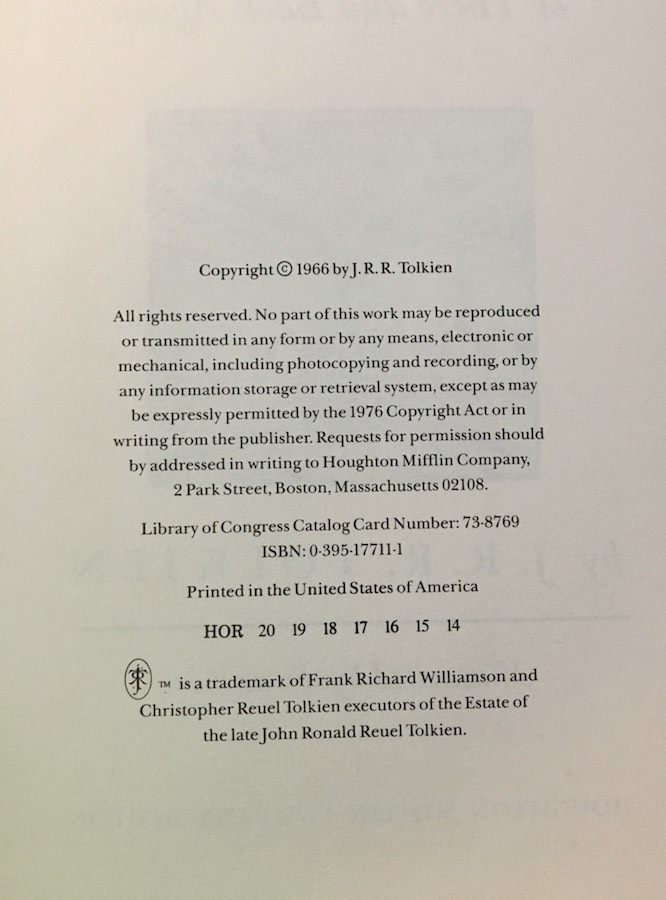 Copyright © 1966 by J. R. R. Tolkien
All rights reserved. No part of this work may be reproduced
or transmitted in any form or by any means, electronic or
mechanical, including photocopying and recording, or by
any information storage or retrieval system, except as may
be expressly permitted by the 1976 Copyright Act or in
writing from the publisher. Requests for permission should
by addressed in writing to Houghton Mifflin Company,
2 Park Street, Boston, Massachusetts 02108.
Library of Congress Catalog Card Number: 73-8769
ISBN: 0-395-17711-1
Printed in the United States of America
HOR 20 19 18 17 16 15 14
™ is a trademark of Frank Richard Williamson and
Christopher Reuel Tolkien executors of the Estate of
the late John Ronald Reuel Tolkien.